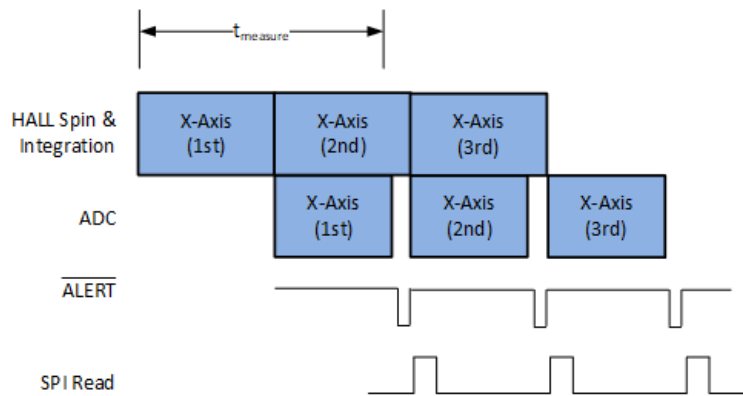 tmeasure
HALL Spin &
Integration
X-Axis
(1st)
X-Axis
(2nd)
X-Axis
(3rd)
ADC
X-Axis
(1st)
X-Axis
(2nd)
X-Axis
(3rd)
ALERT
SPI Read